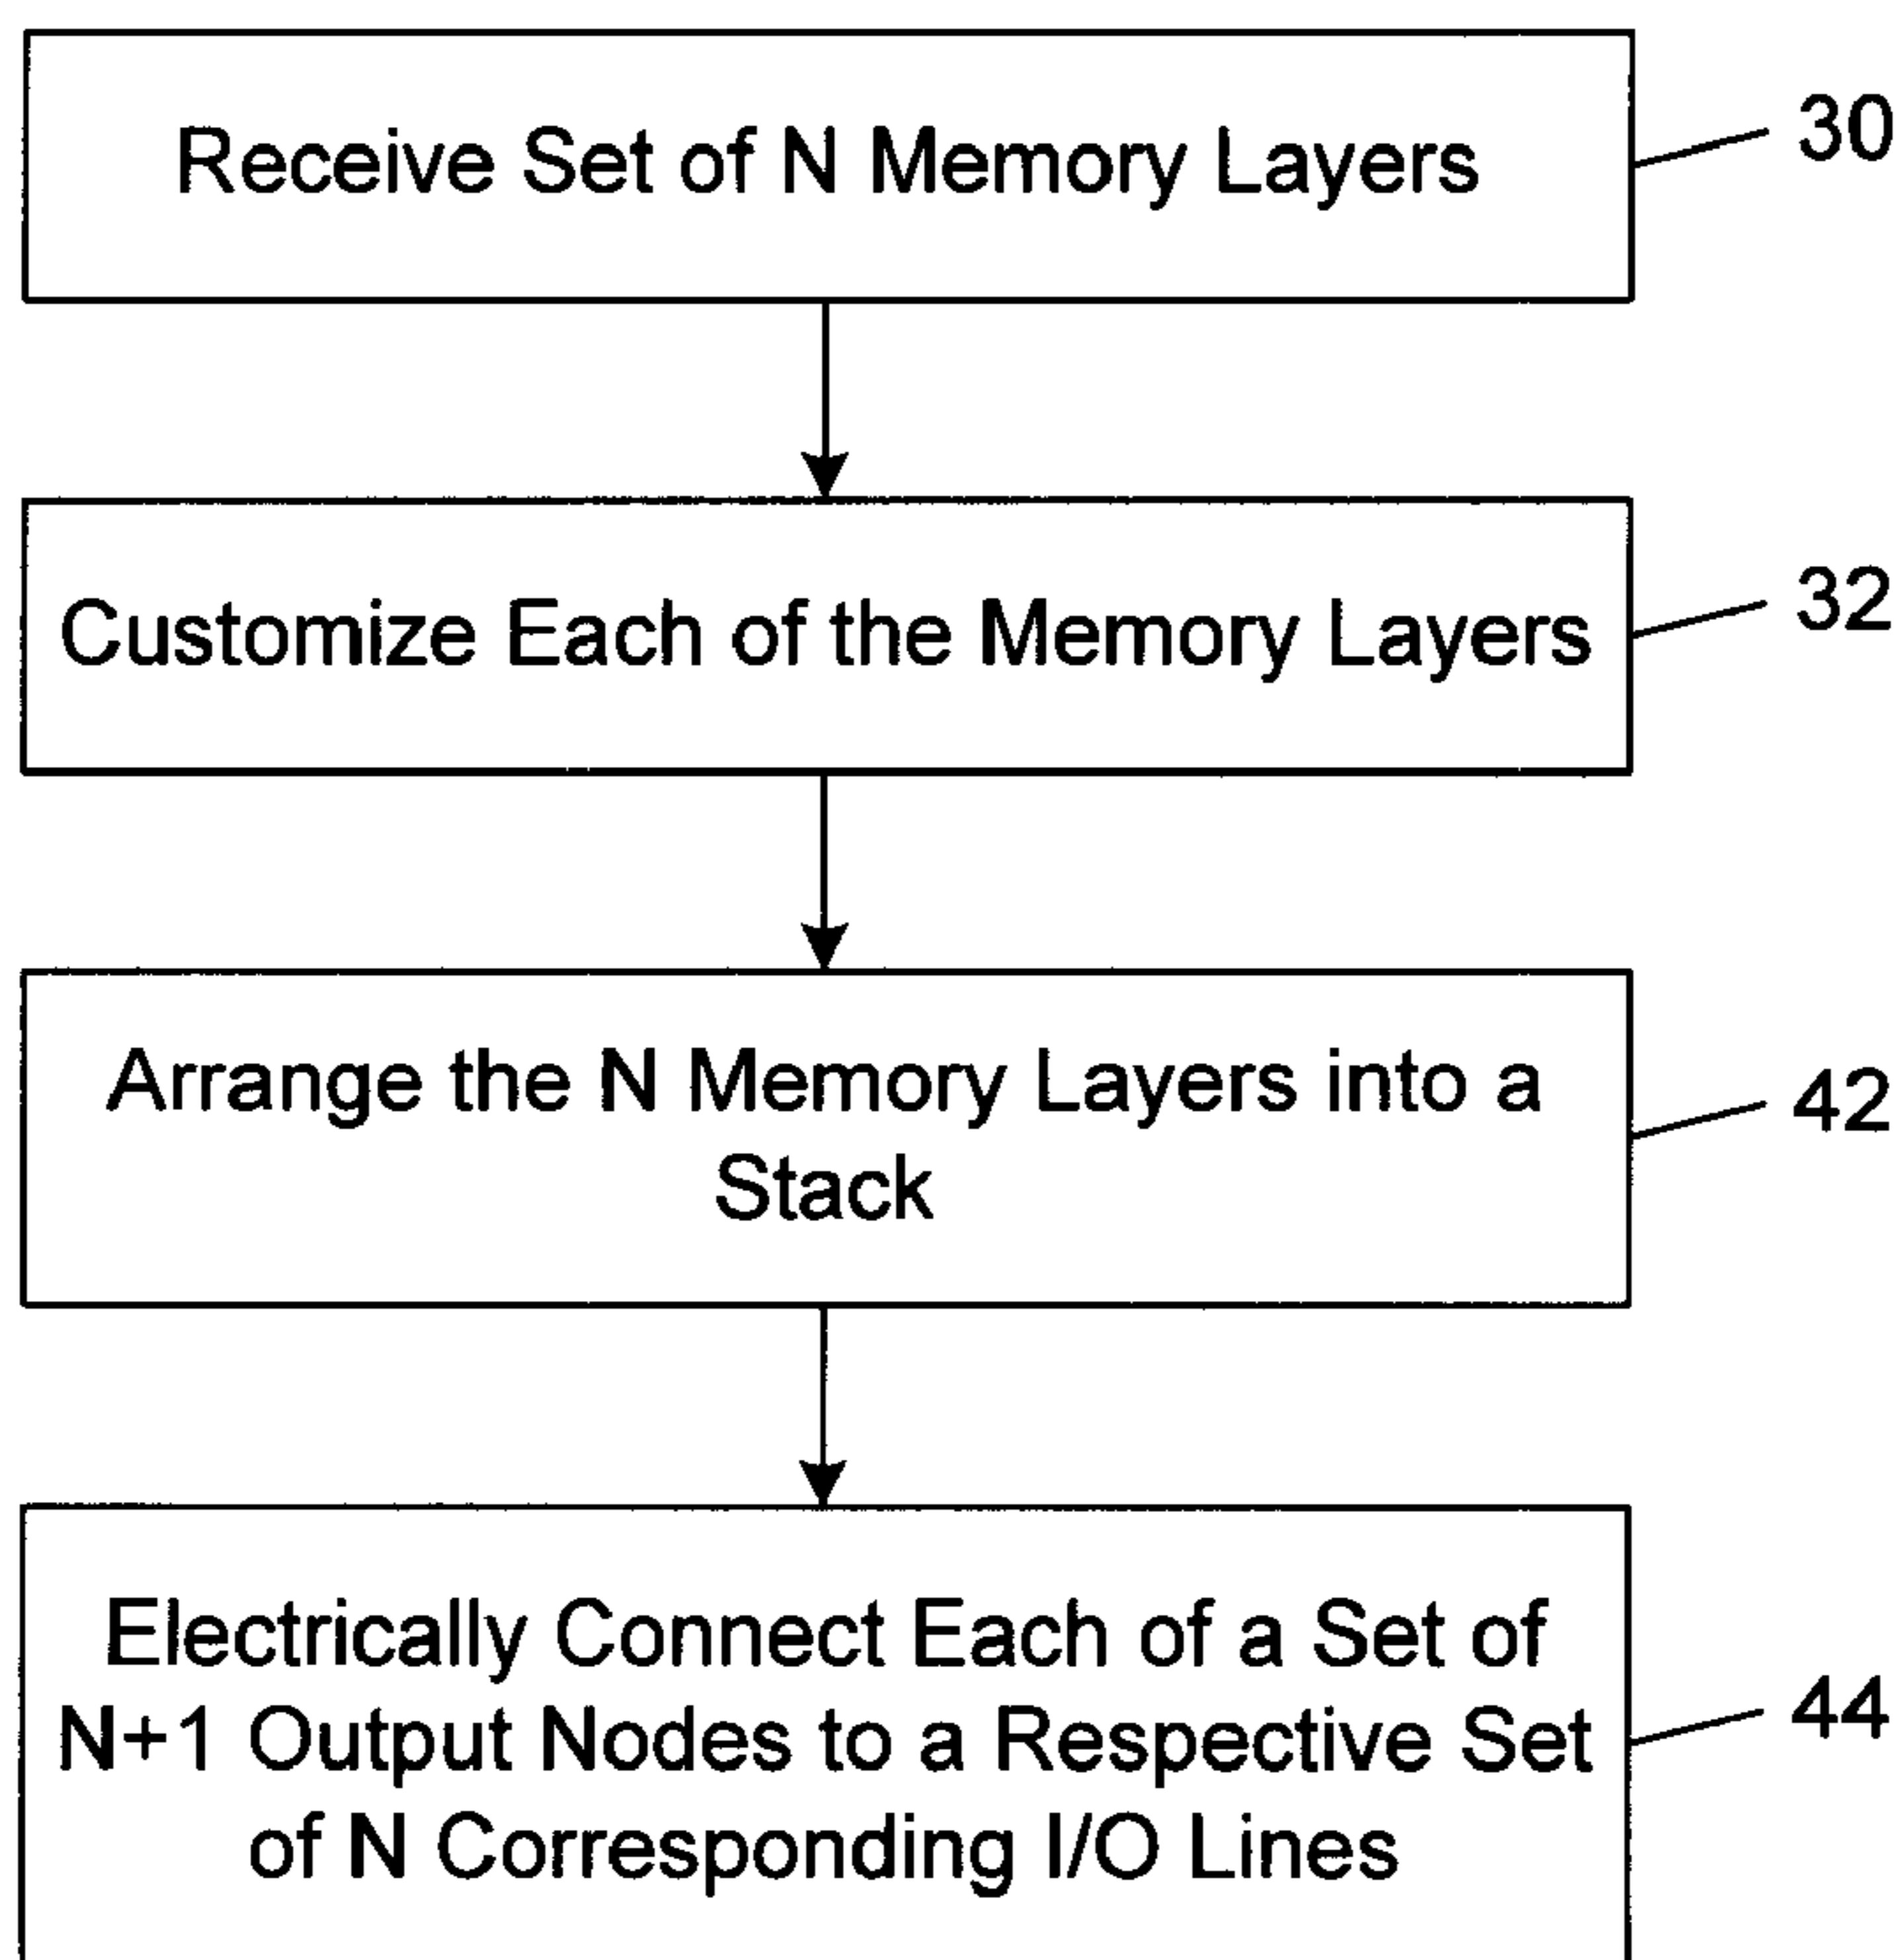 Receive Set of N Memory Layers
30
Customize Each of the Memory Layers
32
Arrange the N Memory Layers into a
Stack
42
Electrically Connect Each of a Set of
N+1 Output Nodes to a Respective Set
of N Corresponding I/O Lines
44